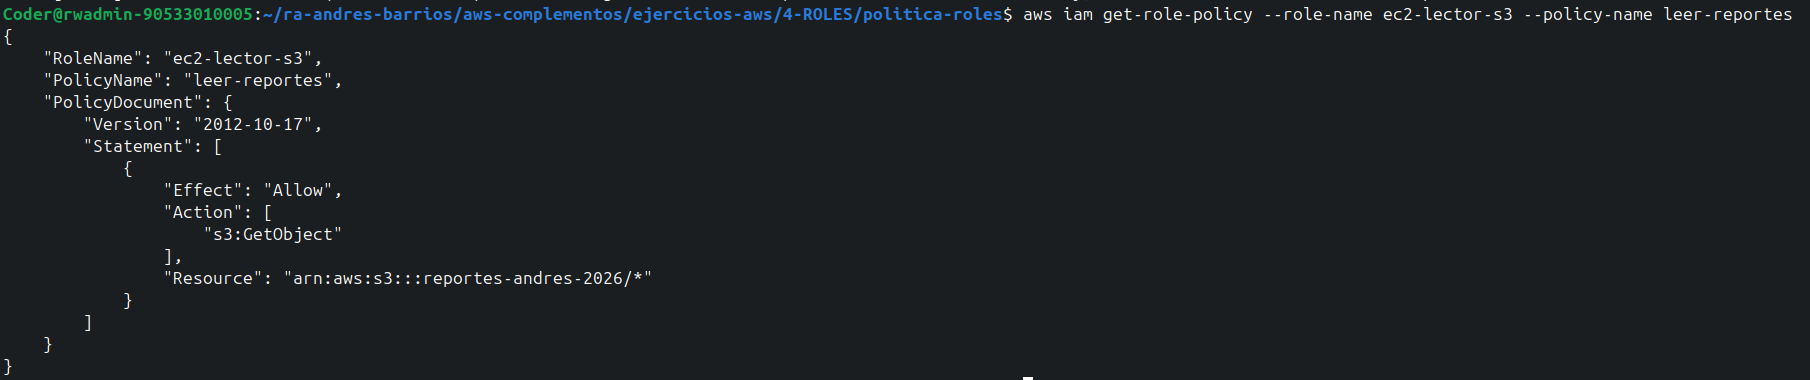 Coder@rwadmin-90533010005:~/ra-andres-barrios/aws-complementos/ejercicios-aws/4-ROLES/politica-roles$ aws iam get-role-policy --role-name ec2-lector-s3 --policy-name leer-reportes
{
    "RoleName": "ec2-lector-s3",
    "PolicyName": "leer-reportes",
    "PolicyDocument": {
        "Version": "2012-10-17",
        "Statement": [
            {
                "Effect": "Allow",
                "Action": [
                    "s3:GetObject"
                ],
                "Resource": "arn:aws:s3:::reportes-andres-2026/*"
            }
        ]
    }
}